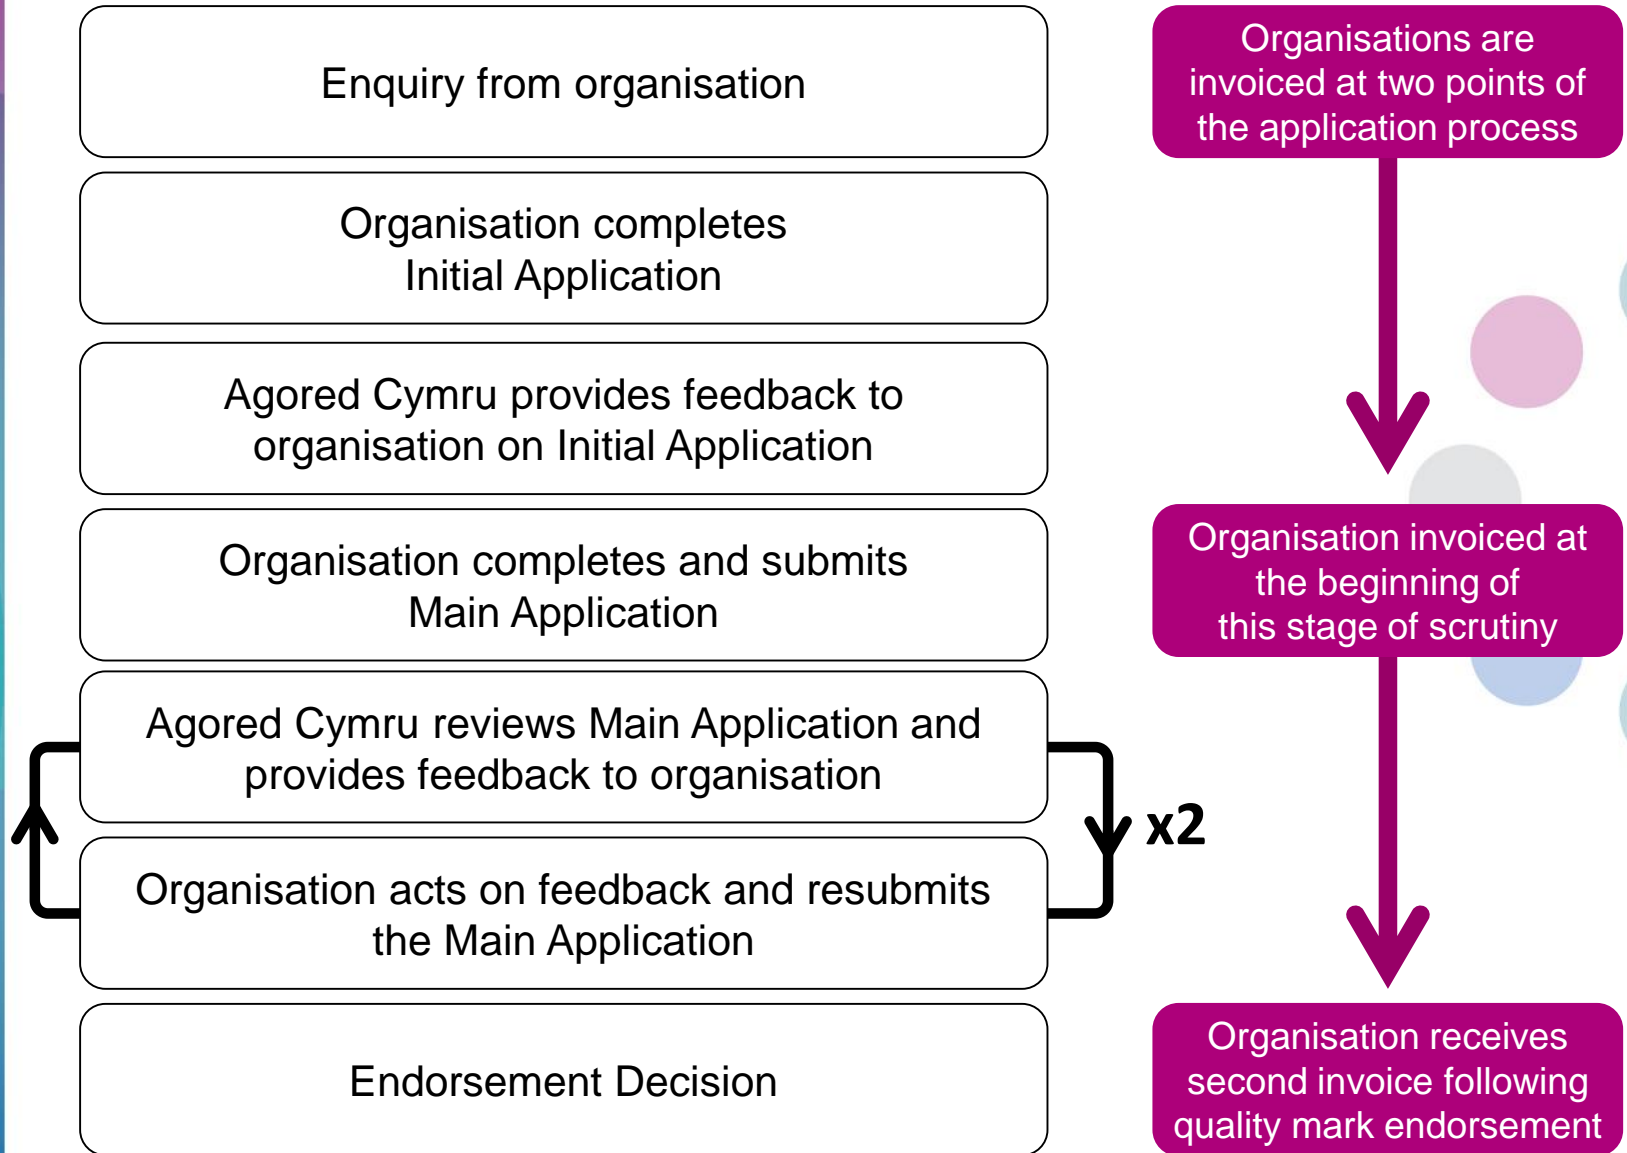 Enquiry from organisation
Organisation completes
Initial Application
Agored Cymru provides feedback to
organisation on Initial Application
Organisation completes and submits
Main Application
Agored Cymru reviews Main Application and
provides feedback to organisation
x2
Organisation acts on feedback and resubmits
the Main Application
Endorsement Decision
Organisations are
invoiced at two points of
the application process
Organisation invoiced at
the beginning of
this stage of scrutiny
Organisation receives
second invoice following
quality mark endorsement